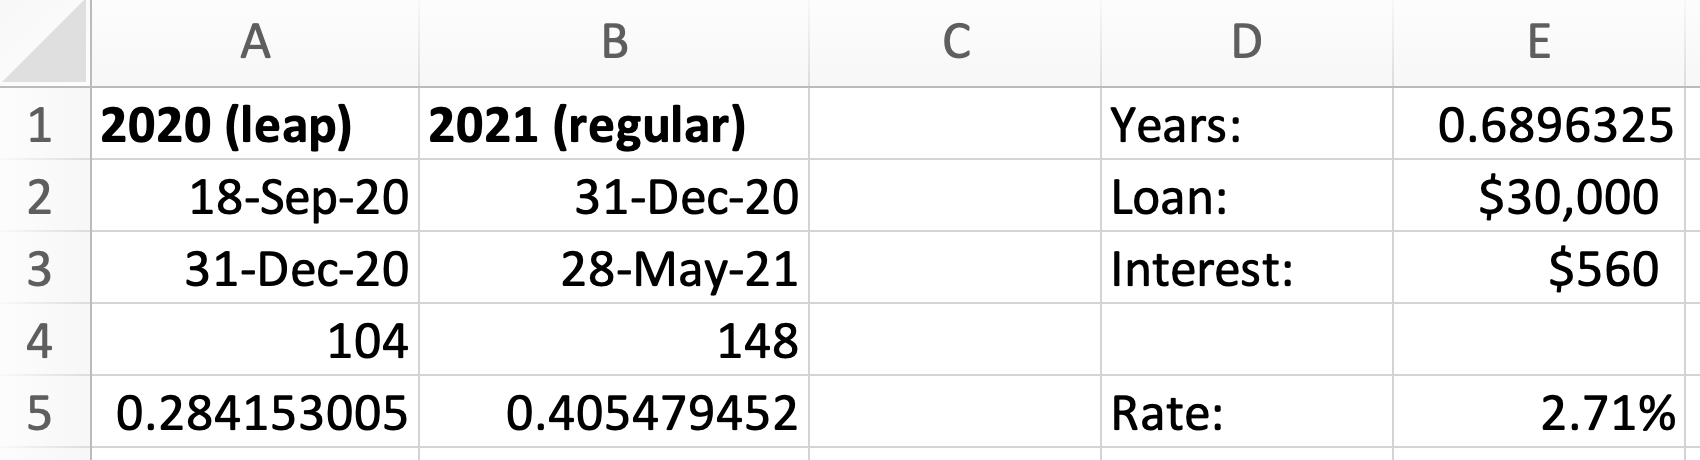 A B C D E
1 2020 (leap) 2021 (regular) Years: 0.6896325
2 18-Sep-20 31-Dec-20 Loan: $30,000
3 31-Dec-20 28-May-21 Interest: $560
4 104 148
5 0.284153005 0.405479452 Rate: 2.71%